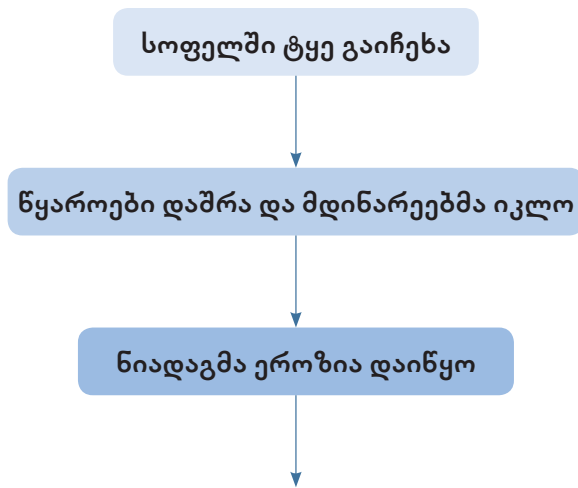 სოფელში ტყე გაიჩეხა
წყაროები დაშრა და მდინარეებმა იკლო
ნიადაგმა ეროზია დაიწყო